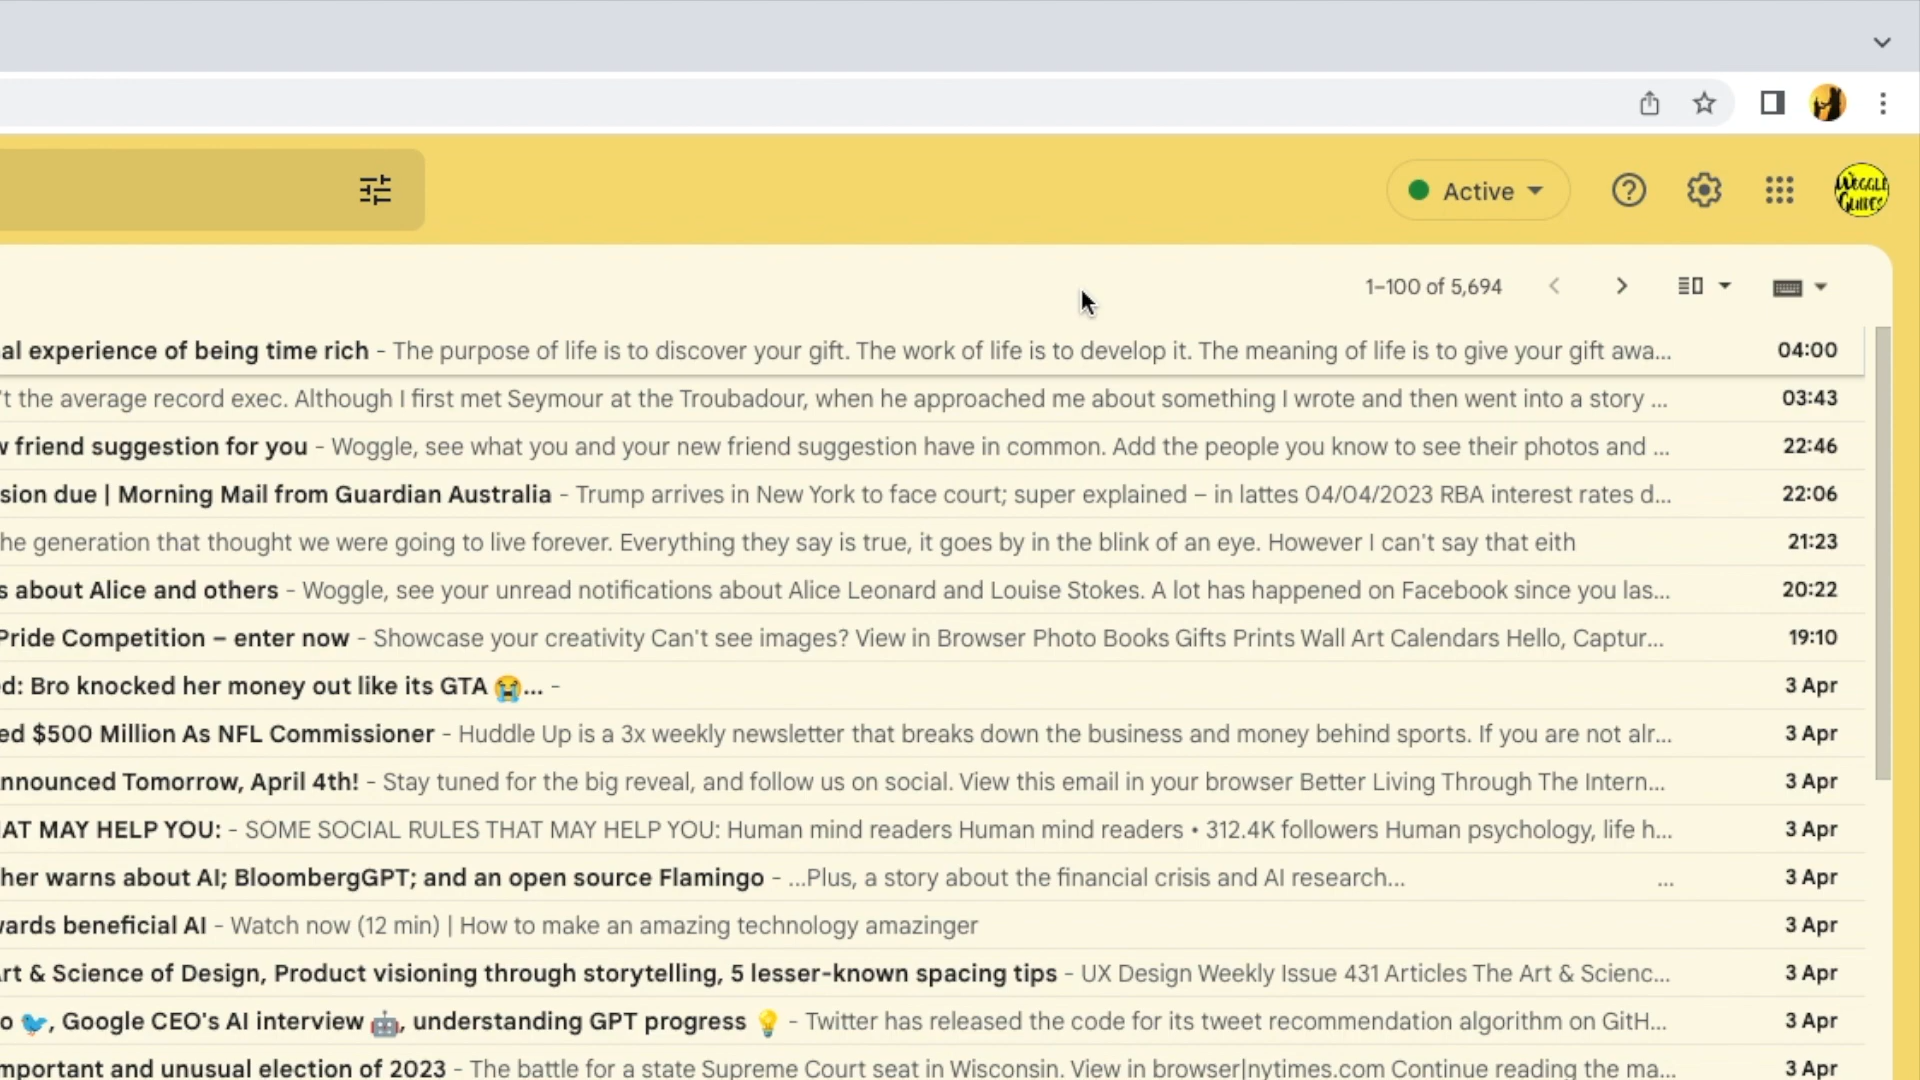 Active
WOGGLE
GUIDES
1–100 of 5,694
al experience of being time rich - The purpose of life is to discover your gift. The work of life is to develop it. The meaning of life is to give your gift awa... 04:00
't the average record exec. Although I first met Seymour at the Troubadour, when he approached me about something I wrote and then went into a story ... 03:43
w friend suggestion for you - Woggle, see what you and your new friend suggestion have in common. Add the people you know to see their photos and ... 22:46
sion due | Morning Mail from Guardian Australia - Trump arrives in New York to face court; super explained – in lattes 04/04/2023 RBA interest rates d... 22:06
he generation that thought we were going to live forever. Everything they say is true, it goes by in the blink of an eye. However I can't say that eith 21:23
s about Alice and others - Woggle, see your unread notifications about Alice Leonard and Louise Stokes. A lot has happened on Facebook since you las... 20:22
Pride Competition – enter now - Showcase your creativity Can't see images? View in Browser Photo Books Gifts Prints Wall Art Calendars Hello, Captur... 19:10
d: Bro knocked her money out like its GTA 😭... - 3 Apr
ed $500 Million As NFL Commissioner - Huddle Up is a 3x weekly newsletter that breaks down the business and money behind sports. If you are not alr... 3 Apr
nnounced Tomorrow, April 4th! - Stay tuned for the big reveal, and follow us on social. View this email in your browser Better Living Through The Intern... 3 Apr
AT MAY HELP YOU: - SOME SOCIAL RULES THAT MAY HELP YOU: Human mind readers Human mind readers • 312.4K followers Human psychology, life h... 3 Apr
her warns about AI; BloombergGPT; and an open source Flamingo - ...Plus, a story about the financial crisis and AI research... ... 3 Apr
wards beneficial AI - Watch now (12 min) | How to make an amazing technology amazinger 3 Apr
rt & Science of Design, Product visioning through storytelling, 5 lesser-known spacing tips - UX Design Weekly Issue 431 Articles The Art & Scienc... 3 Apr
o 🐦, Google CEO's AI interview 🤖, understanding GPT progress 💡 - Twitter has released the code for its tweet recommendation algorithm on GitH... 3 Apr
mportant and unusual election of 2023 - The battle for a state Supreme Court seat in Wisconsin. View in browser|nytimes.com Continue reading the ma... 3 Apr